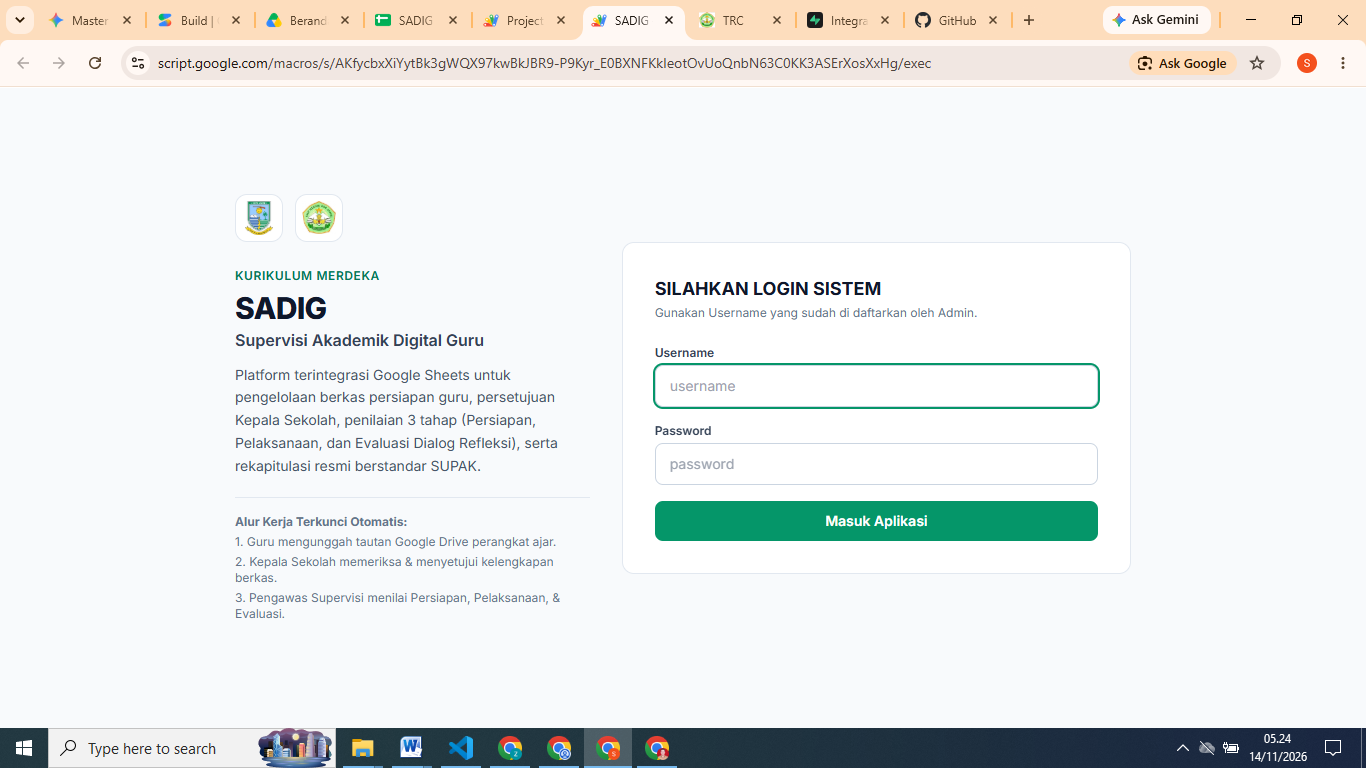 Master
Build |
Berand
SADIG
Project
SADIG
TRC
Integra
GitHub
Ask Gemini
script.google.com/macros/s/AKfycbxXiYytBk3gWQX97kwBkJBR9-P9Kyr_E0BXNFKkIeotOvUoQnbN63C0KK3ASErXosXxHg/exec
Ask Google
S
KURIKULUM MERDEKA
SADIG
Supervisi Akademik Digital Guru
Platform terintegrasi Google Sheets untuk
pengelolaan berkas persiapan guru, persetujuan
Kepala Sekolah, penilaian 3 tahap (Persiapan,
Pelaksanaan, dan Evaluasi Dialog Refleksi), serta
rekapitulasi resmi berstandar SUPAK.
Alur Kerja Terkunci Otomatis:
1. Guru mengunggah tautan Google Drive perangkat ajar.
2. Kepala Sekolah memeriksa & menyetujui kelengkapan
berkas.
3. Pengawas Supervisi menilai Persiapan, Pelaksanaan, &
Evaluasi.
SILAHKAN LOGIN SISTEM
Gunakan Username yang sudah di daftarkan oleh Admin.
Username
username
Password
password
Masuk Aplikasi
Type here to search
05.24
14/11/2026